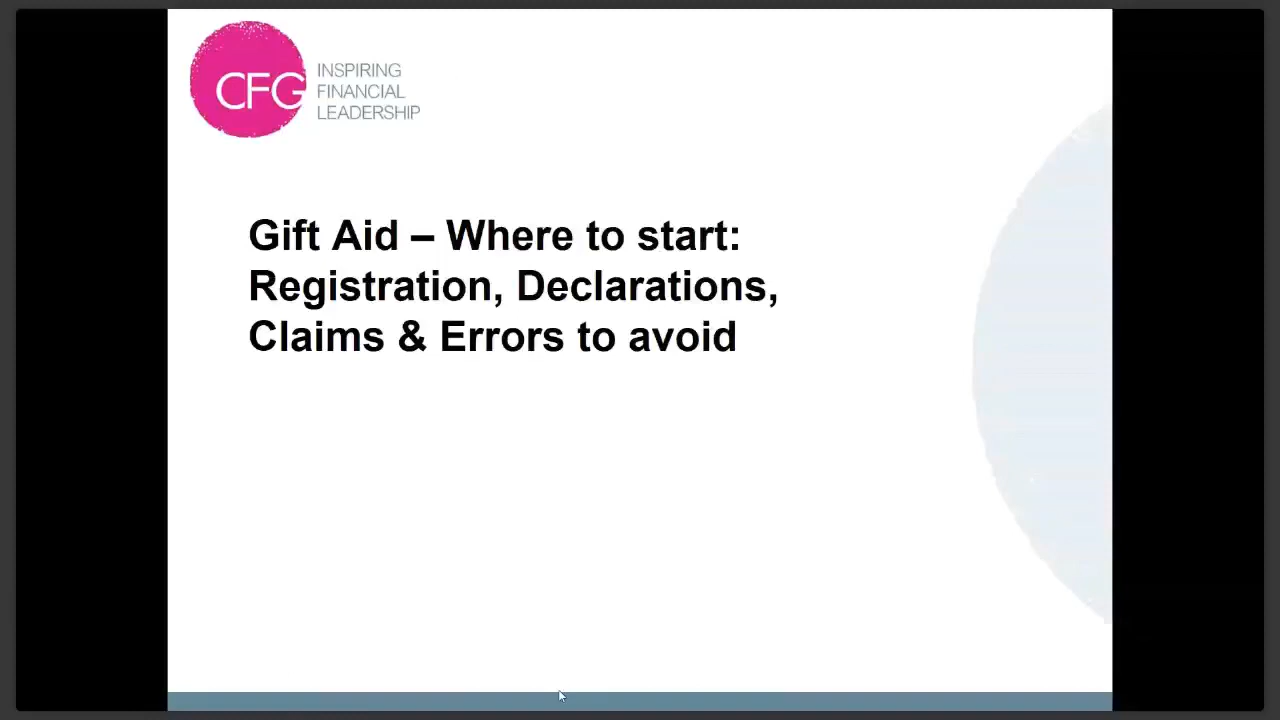 CFG
INSPIRING
FINANCIAL
LEADERSHIP
Gift Aid – Where to start:
Registration, Declarations,
Claims & Errors to avoid